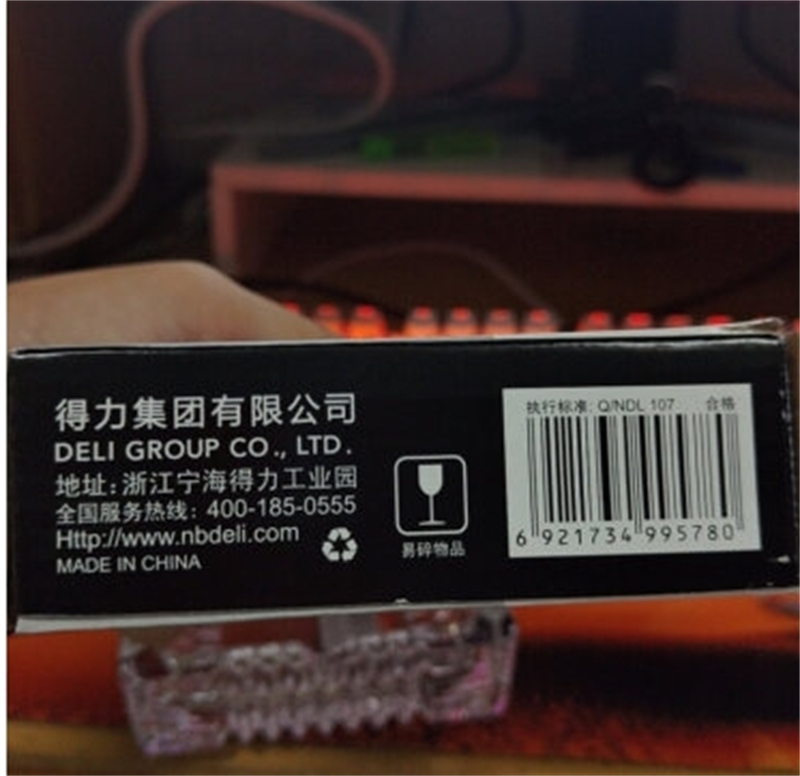 得力集团有限公司
DELI GROUP CO., LTD.
地址: 浙江宁海得力工业园
全国服务热线: 400-185-0555
Http://www.nbdeli.com
MADE IN CHINA
易碎物品
执行标准: Q/NDL 107 合格
6 921734 995780